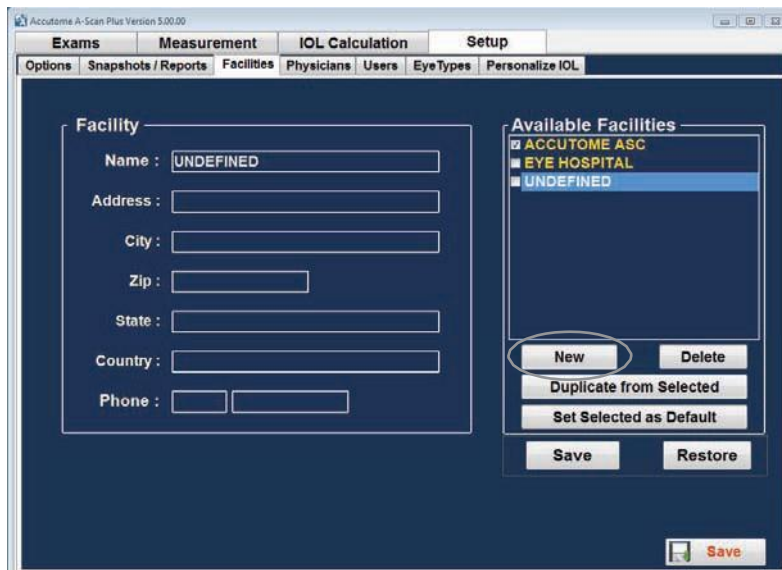 Accutome A-Scan Plus Version 5.00.00
Exams Measurement IOL Calculation Setup
Options Snapshots / Reports Facilities Physicians Users EyeTypes Personalize IOL
Facility
Name : UNDEFINED
Address :
City :
Zip :
State :
Country :
Phone :
Available Facilities
ACCUTOME ASC
EYE HOSPITAL
UNDEFINED
New Delete
Duplicate from Selected
Set Selected as Default
Save Restore
Save